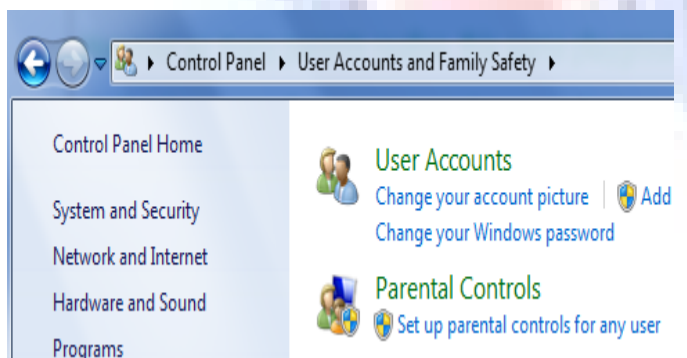 Control Panel User Accounts and Family Safety
Control Panel Home
System and Security
Network and Internet
Hardware and Sound
Programs
User Accounts
Change your account picture Add
Change your Windows password
Parental Controls
Set up parental controls for any user